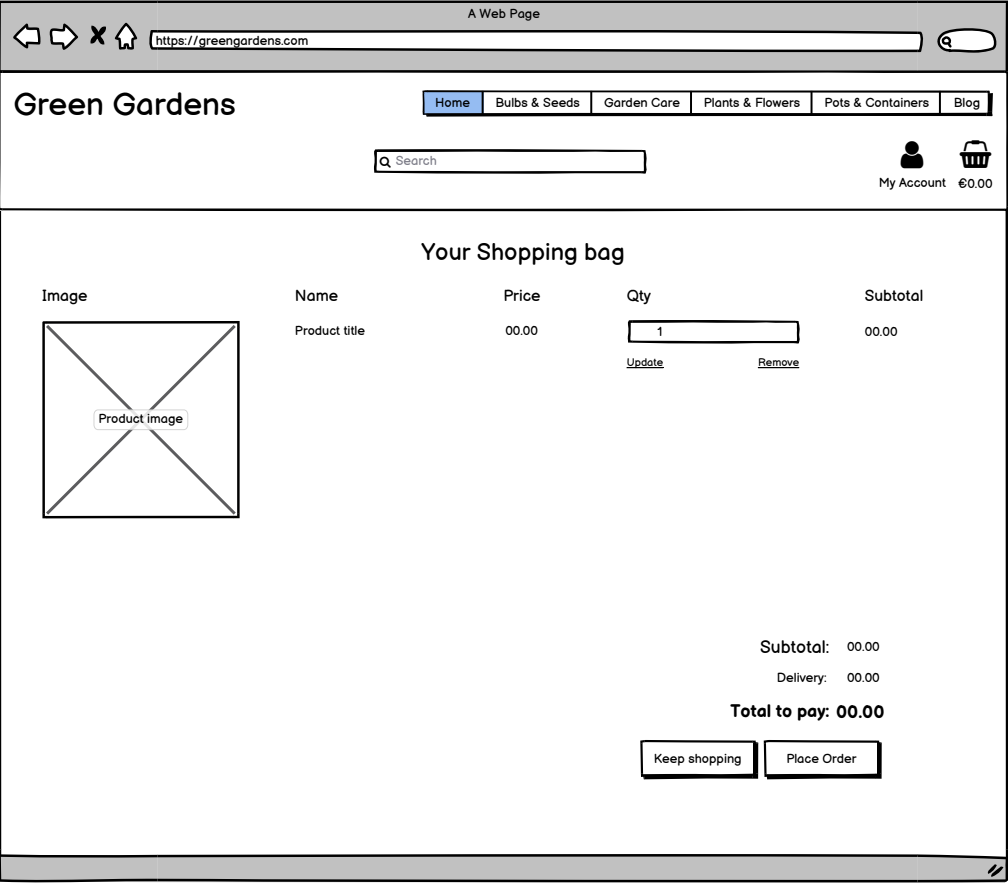 A Web Page
https://greengardens.com
Green Gardens
Home Bulbs & Seeds Garden Care Plants & Flowers Pots & Containers Blog
Search
My Account €0.00
Your Shopping bag
Image Name Price Qty Subtotal
Product title 00.00 1 00.00
Update Remove
Product image
Subtotal: 00.00
Delivery: 00.00
Total to pay: 00.00
Keep shopping Place Order